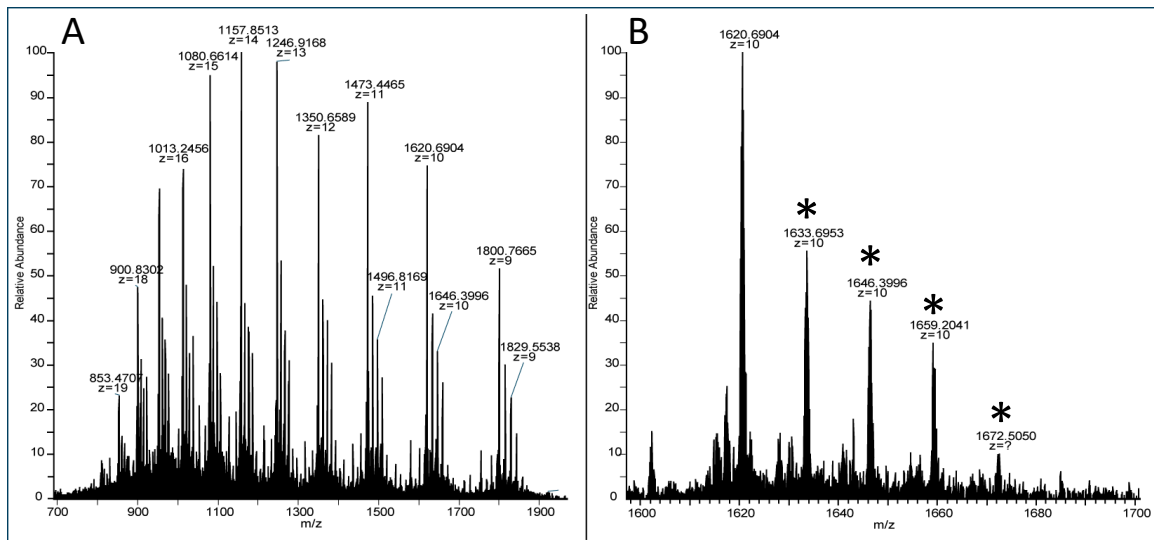 A
1157.8513
z=14
1246.9168
z=13
1080.6614
z=15
1473.4465
z=11
1350.6589
z=12
1013.2456
z=16
1620.6904
z=10
900.8302
z=18
1800.7665
z=9
1496.8169
z=11
1646.3996
z=10
1829.5538
z=9
853.4707
z=19
100
90
80
70
60
50
40
30
20
10
0
Relative Abundance
700
900
1100
1300
1500
1700
1900
m/z
B
1620.6904
z=10
*
1633.6953
z=10
*
1646.3996
z=10
*
1659.2041
z=10
*
1672.5050
z=?
100
90
80
70
60
50
40
30
20
10
0
Relative Abundance
1600
1620
1640
1660
1680
1700
m/z